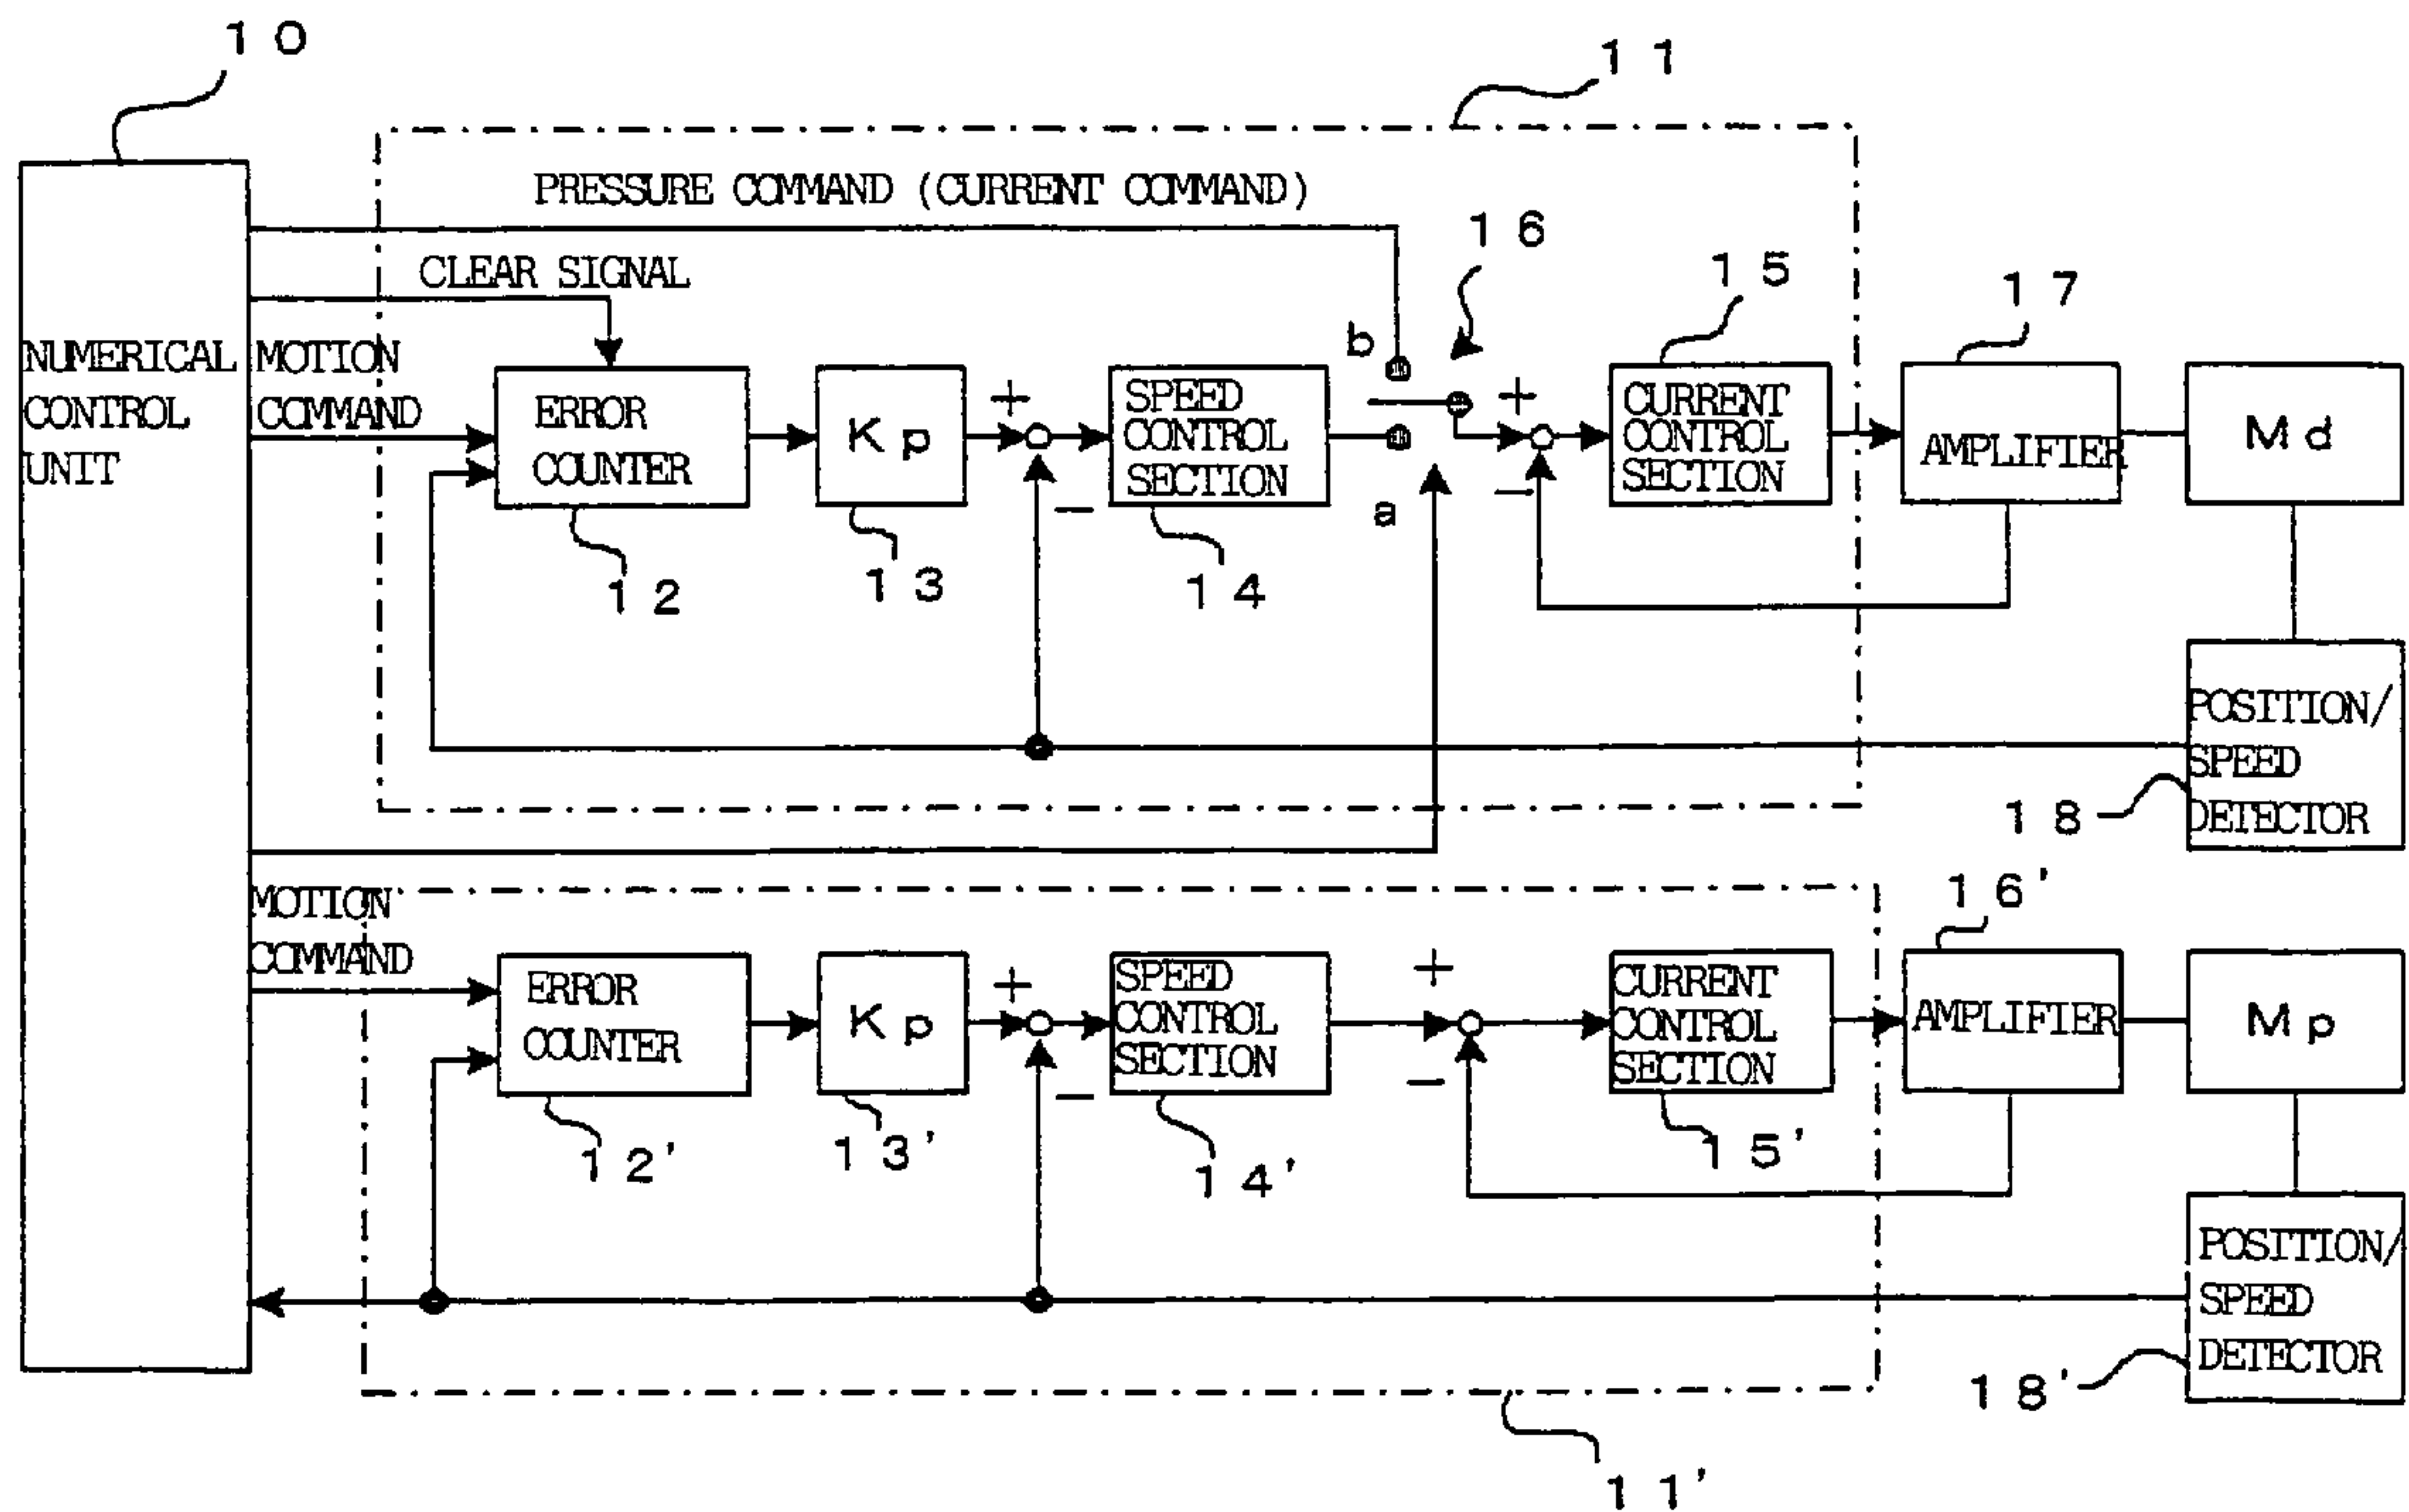 10
11
PRESSURE COMMAND (CURRENT COMMAND)
16
CLEAR SIGNAL
15
17
b
NUMERICAL
CONTROL
UNIT
MOTION
COMMAND
ERROR
COUNTER
Kp
+
−
SPEED
CONTROL
SECTION
a
+
−
CURRENT
CONTROL
SECTION
AMPLIFIER
Md
12
13
14
POSITION/
SPEED
DETECTOR
18
MOTION
COMMAND
16'
ERROR
COUNTER
Kp
+
−
SPEED
CONTROL
SECTION
+
−
CURRENT
CONTROL
SECTION
AMPLIFIER
Mp
12'
13'
14'
15'
POSITION/
SPEED
DETECTOR
18'
11'